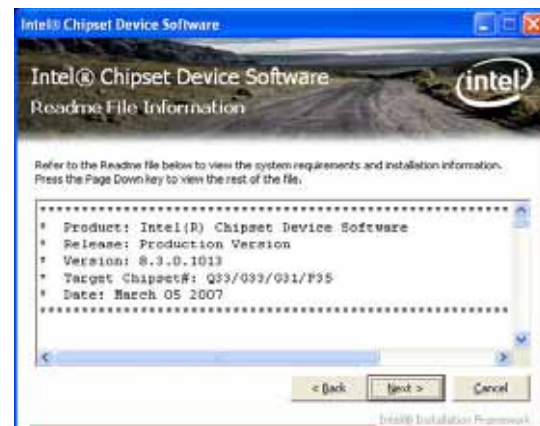 Intel® Chipset Device Software
Intel® Chipset Device Software
intel
Readme File Information
Refer to the Readme file below to view the system requirements and installation information.
Press the Page Down key to view the rest of the file.
************************************************************
* Product: Intel(R) Chipset Device Software
* Release: Production Version
* Version: 8.3.0.1013
* Target Chipset#: Q33/G33/G31/P35
* Date: March 05 2007
************************************************************
< Back
Next >
Cancel
Intel® Installation Framework